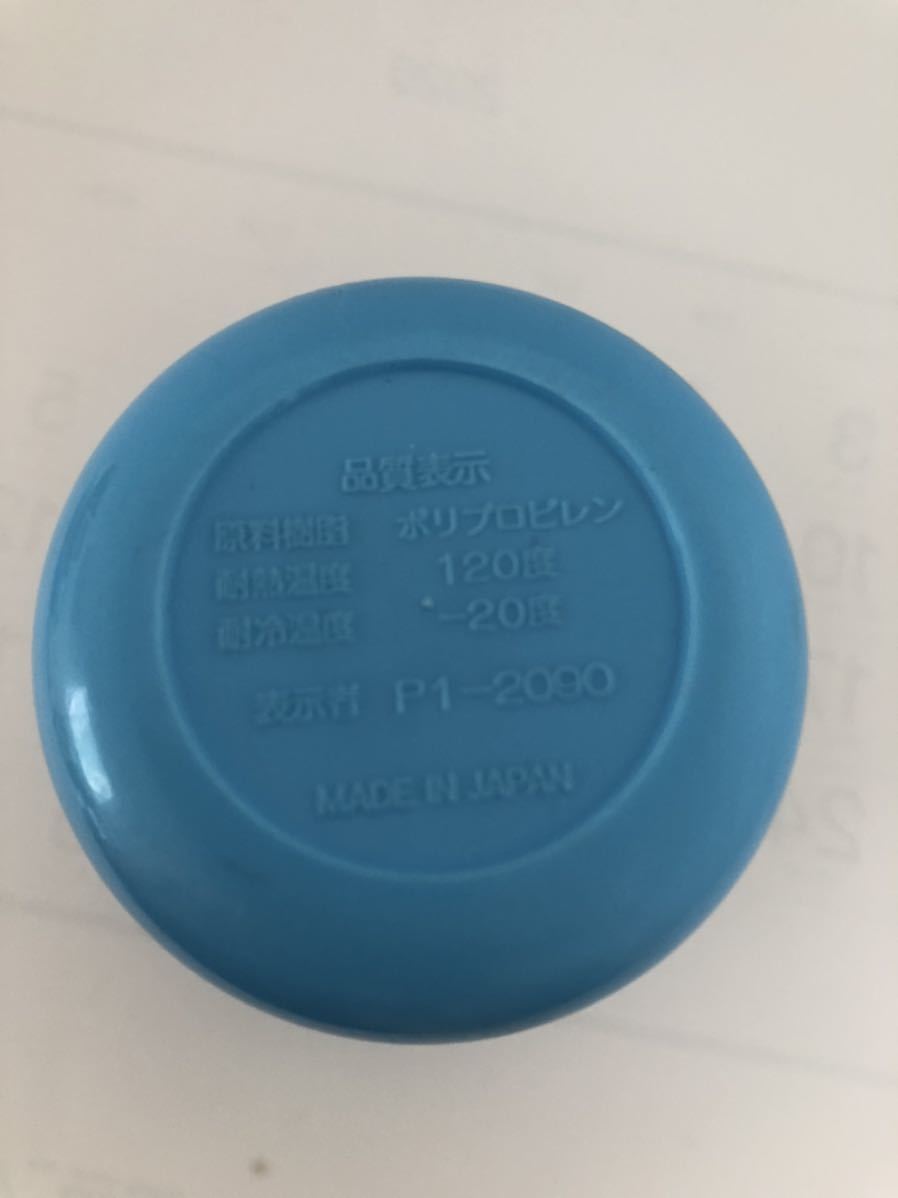 品質表示
原料樹脂 ポリプロピレン
耐熱温度 120度
耐冷温度 -20度
表示者 P1-2090
MADE IN JAPAN